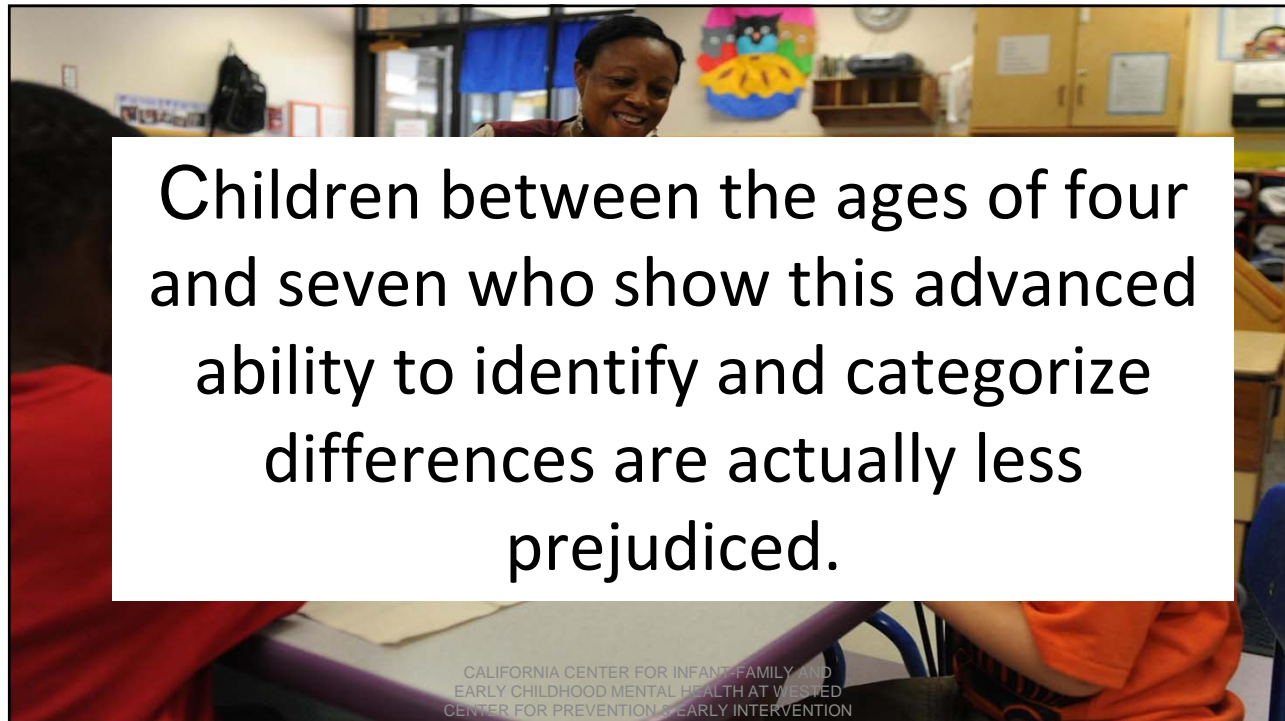 Children between the ages of four
and seven who show this advanced
ability to identify and categorize
differences are actually less
prejudiced.
CALIFORNIA CENTER FOR INFANT-FAMILY AND
EARLY CHILDHOOD MENTAL HEALTH AT WESTED
CENTER FOR PREVENTION & EARLY INTERVENTION